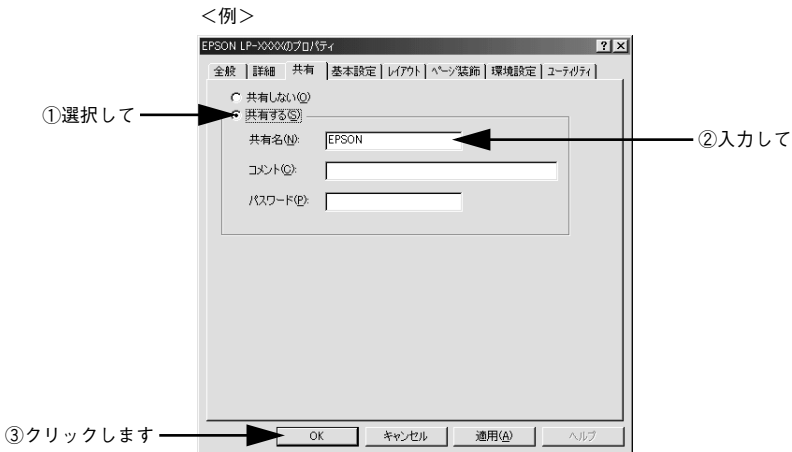 ＜例＞
EPSON LP-XXXXのプロパティ
全般 詳細 共有 基本設定 レイアウト ページ装飾 環境設定 ユーティリティ
共有しない(O)
①選択して
共有する(S)
共有名(N): EPSON
②入力して
コメント(C):
パスワード(P):
③クリックします
OK キャンセル 適用(A) ヘルプ